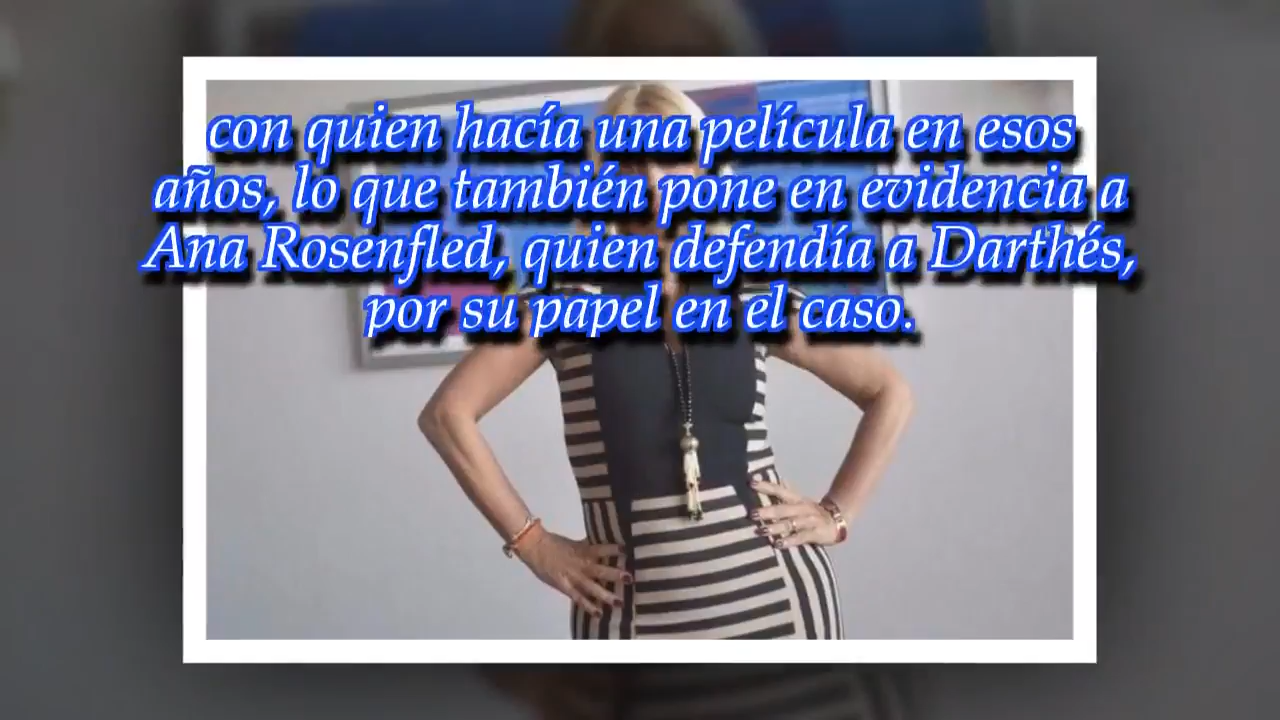 con quien hacía una película en esos
años, lo que también pone en evidencia a
Ana Rosenfled, quien defendía a Darthés,
por su papel en el caso.